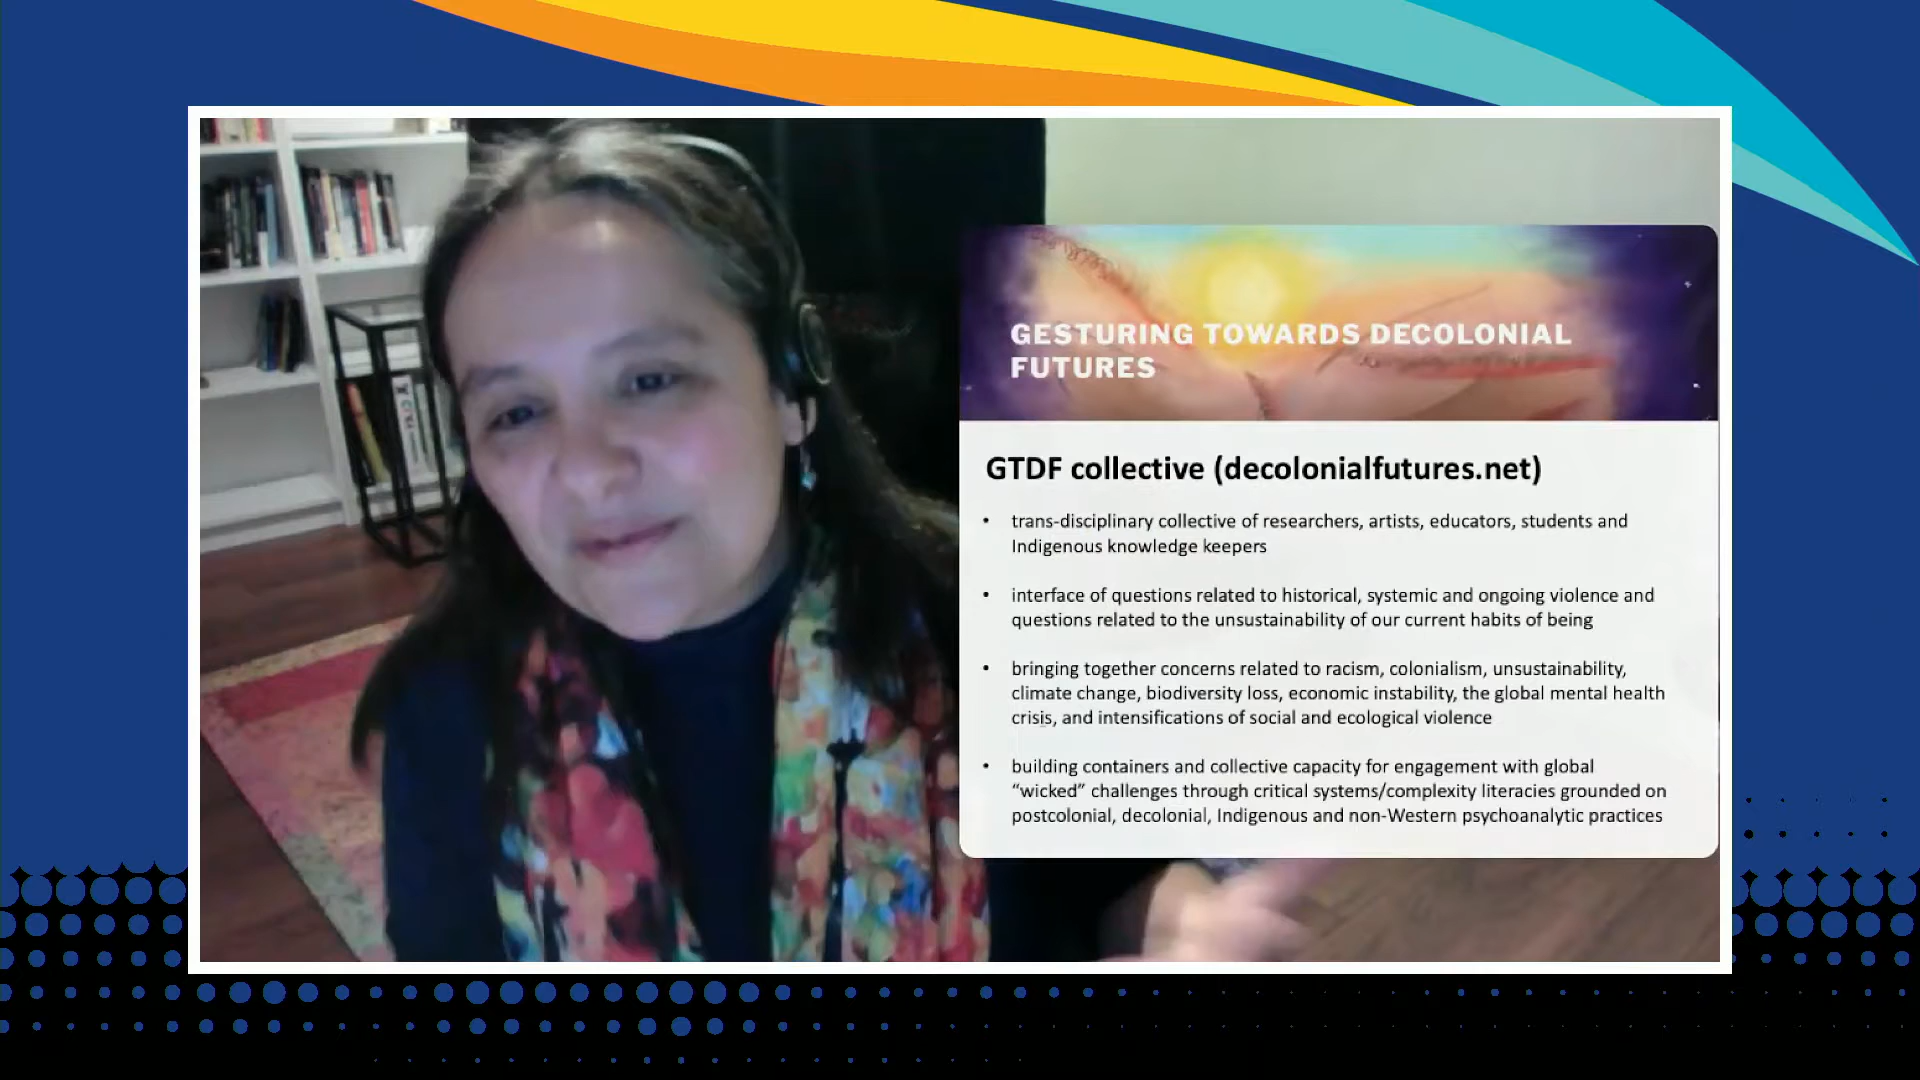 GESTURING TOWARDS DECOLONIAL
FUTURES
GTDF collective (decolonialfutures.net)
• trans-disciplinary collective of researchers, artists, educators, students and
Indigenous knowledge keepers
• interface of questions related to historical, systemic and ongoing violence and
questions related to the unsustainability of our current habits of being
• bringing together concerns related to racism, colonialism, unsustainability,
climate change, biodiversity loss, economic instability, the global mental health
crisis, and intensifications of social and ecological violence
• building containers and collective capacity for engagement with global
“wicked” challenges through critical systems/complexity literacies grounded on
postcolonial, decolonial, Indigenous and non-Western psychoanalytic practices